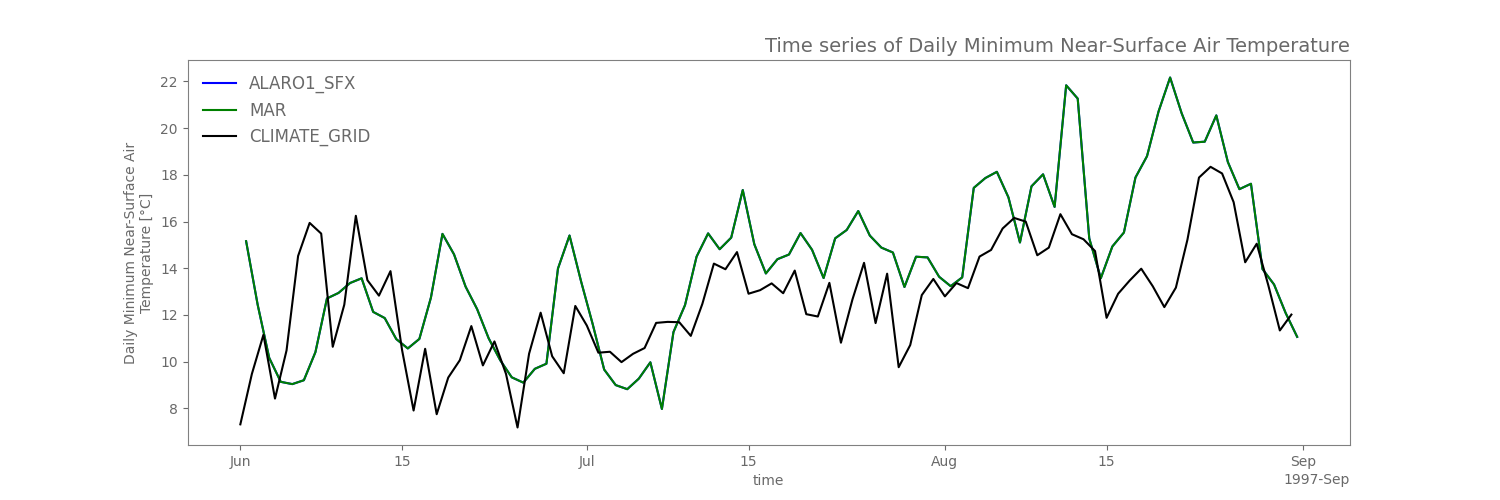 Time series of Daily Minimum Near-Surface Air Temperature
ALARO1_SFX
MAR
CLIMATE_GRID
Daily Minimum Near-Surface Air
Temperature [°C]
22
20
18
16
14
12
10
8
Jun 15 Jul 15 Aug 15 Sep
time
1997-Sep